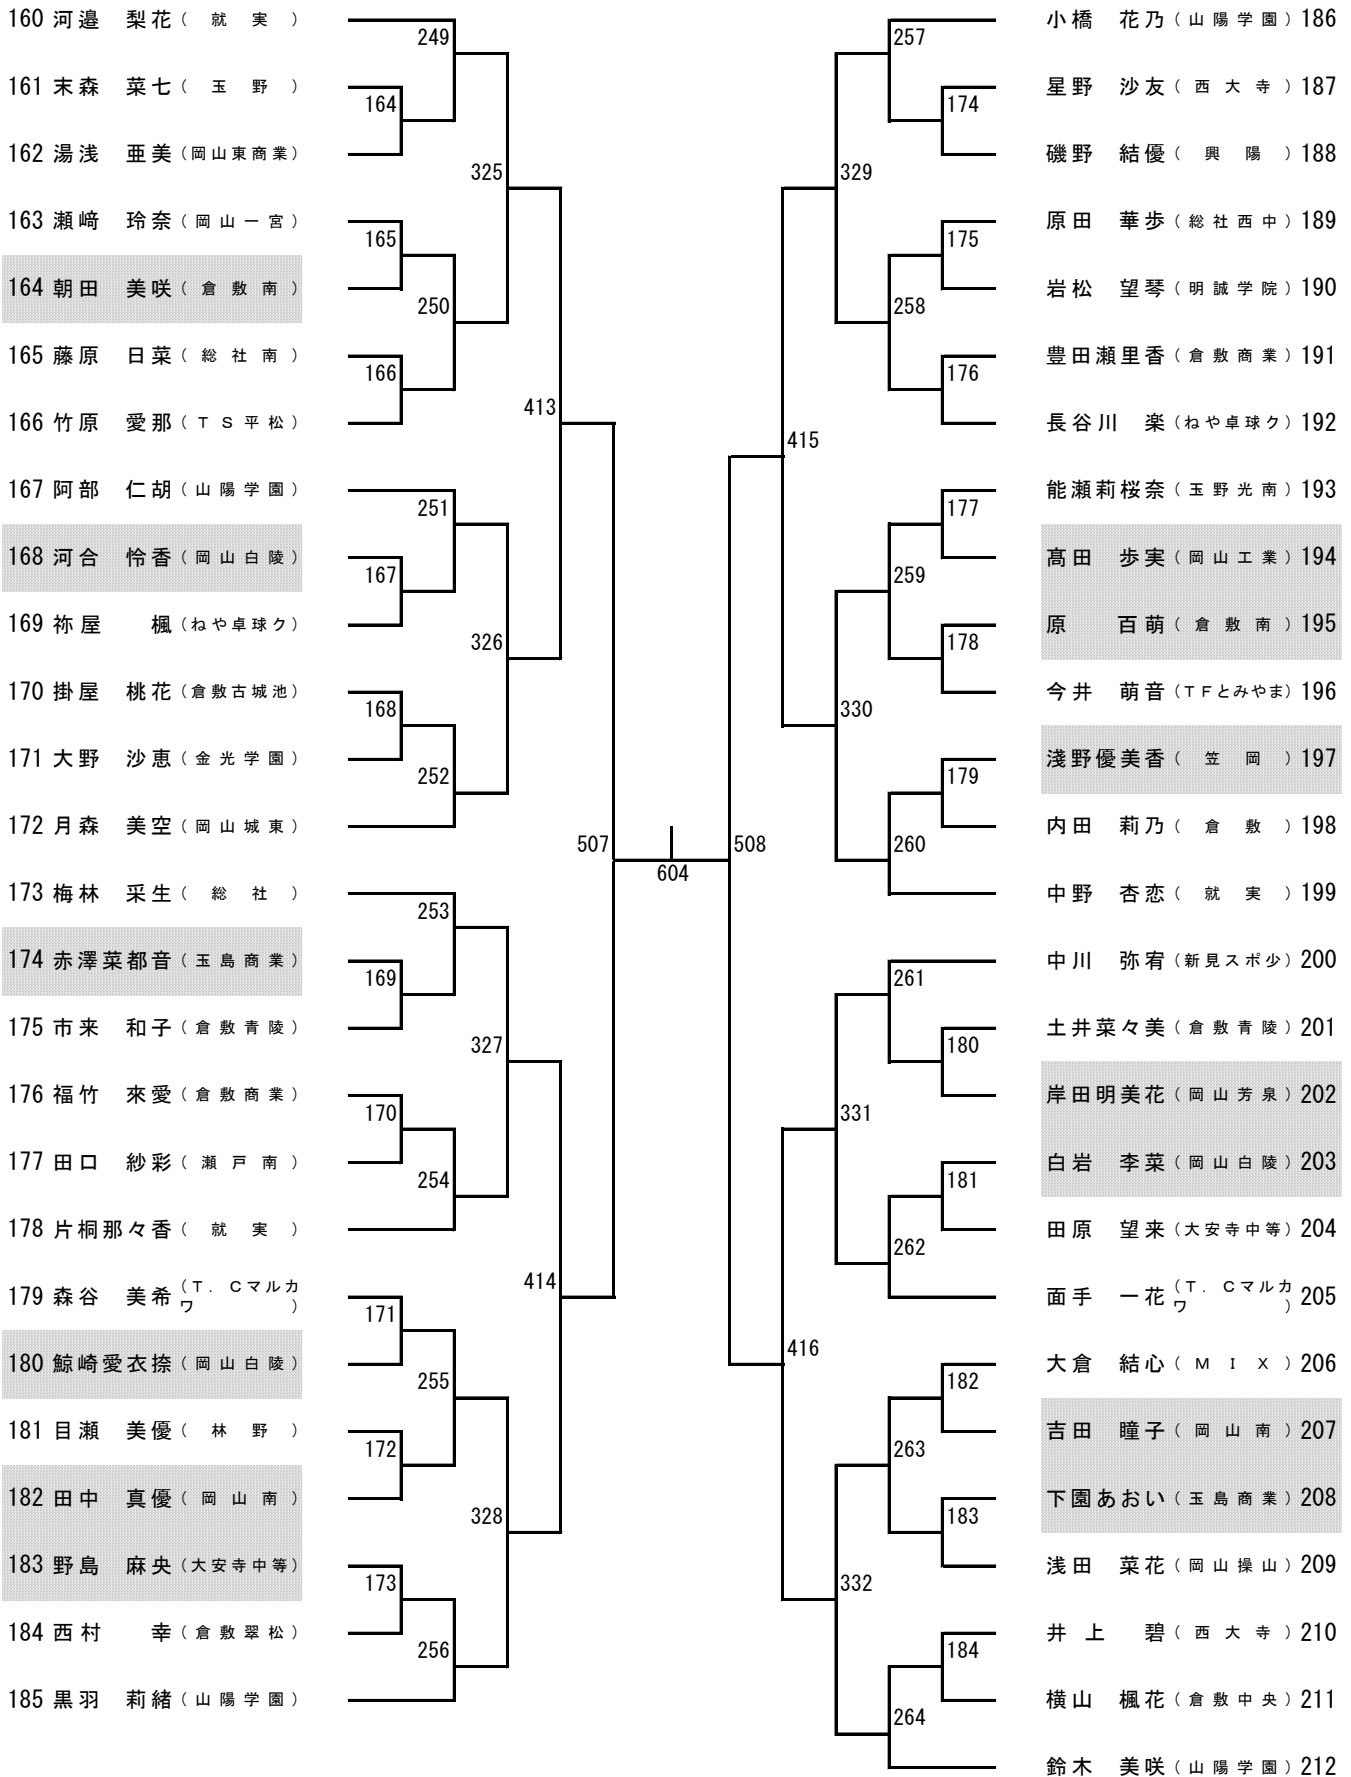 160 河邉 梨花 ( 就 実 )
161 末森 菜七 ( 玉 野 )
162 湯浅 亜美 (岡山東商業)
163 瀬﨑 玲奈 ( 岡 山 一 宮 )
164 朝田 美咲 ( 倉 敷 南 )
165 藤原 日菜 ( 総 社 南 )
166 竹原 愛那 ( T S 平 松 )
167 阿部 仁胡 ( 山 陽 学 園 )
168 河合 怜香 ( 岡 山 白 陵 )
169 祢屋 楓 (ねや卓球ク)
170 掛屋 桃花 (倉敷古城池)
171 大野 沙恵 ( 金 光 学 園 )
172 月森 美空 ( 岡 山 城 東 )
173 梅林 采生 ( 総 社 )
174 赤澤菜都音 ( 玉 島 商 業 )
175 市来 和子 ( 倉 敷 青 陵 )
176 福竹 來愛 ( 倉 敷 商 業 )
177 田口 紗彩 ( 瀬 戸 南 )
178 片桐那々香 ( 就 実 )
179 森谷 美希 (T. Cマルカワ )
180 鯨崎愛衣捺 ( 岡 山 白 陵 )
181 目瀬 美優 ( 林 野 )
182 田中 真優 ( 岡 山 南 )
183 野島 麻央 (大安寺中等)
184 西村 幸 ( 倉 敷 翠 松 )
185 黒羽 莉緒 ( 山 陽 学 園 )
249
164
325
165
250
166
413
251
167
326
168
252
507
253
169
327
170
254
414
171
255
172
328
173
256
604
508
257
174
329
175
258
176
415
177
259
178
330
179
260
261
180
331
181
262
416
182
263
183
332
184
264
小橋 花乃 ( 山 陽 学 園 ) 186
星野 沙友 ( 西 大 寺 ) 187
磯野 結優 ( 興 陽 ) 188
原田 華歩 ( 総 社 西 中 ) 189
岩松 望琴 ( 明 誠 学 院 ) 190
豊田瀬里香 ( 倉 敷 商 業 ) 191
長谷川 楽 (ねや卓球ク) 192
能瀬莉桜奈 ( 玉 野 光 南 ) 193
髙田 歩実 ( 岡 山 工 業 ) 194
原 百萌 ( 倉 敷 南 ) 195
今井 萌音 (TFとみやま) 196
淺野優美香 ( 笠 岡 ) 197
内田 莉乃 ( 倉 敷 ) 198
中野 杏恋 ( 就 実 ) 199
中川 弥宥 (新見スポ少) 200
土井菜々美 ( 倉 敷 青 陵 ) 201
岸田明美花 ( 岡 山 芳 泉 ) 202
白岩 李菜 ( 岡 山 白 陵 ) 203
田原 望来 (大安寺中等) 204
面手 一花 (T. Cマルカワ ) 205
大倉 結心 ( M I X ) 206
吉田 瞳子 ( 岡 山 南 ) 207
下園あおい ( 玉 島 商 業 ) 208
浅田 菜花 ( 岡 山 操 山 ) 209
井上 碧 ( 西 大 寺 ) 210
横山 楓花 ( 倉 敷 中 央 ) 211
鈴木 美咲 ( 山 陽 学 園 ) 212